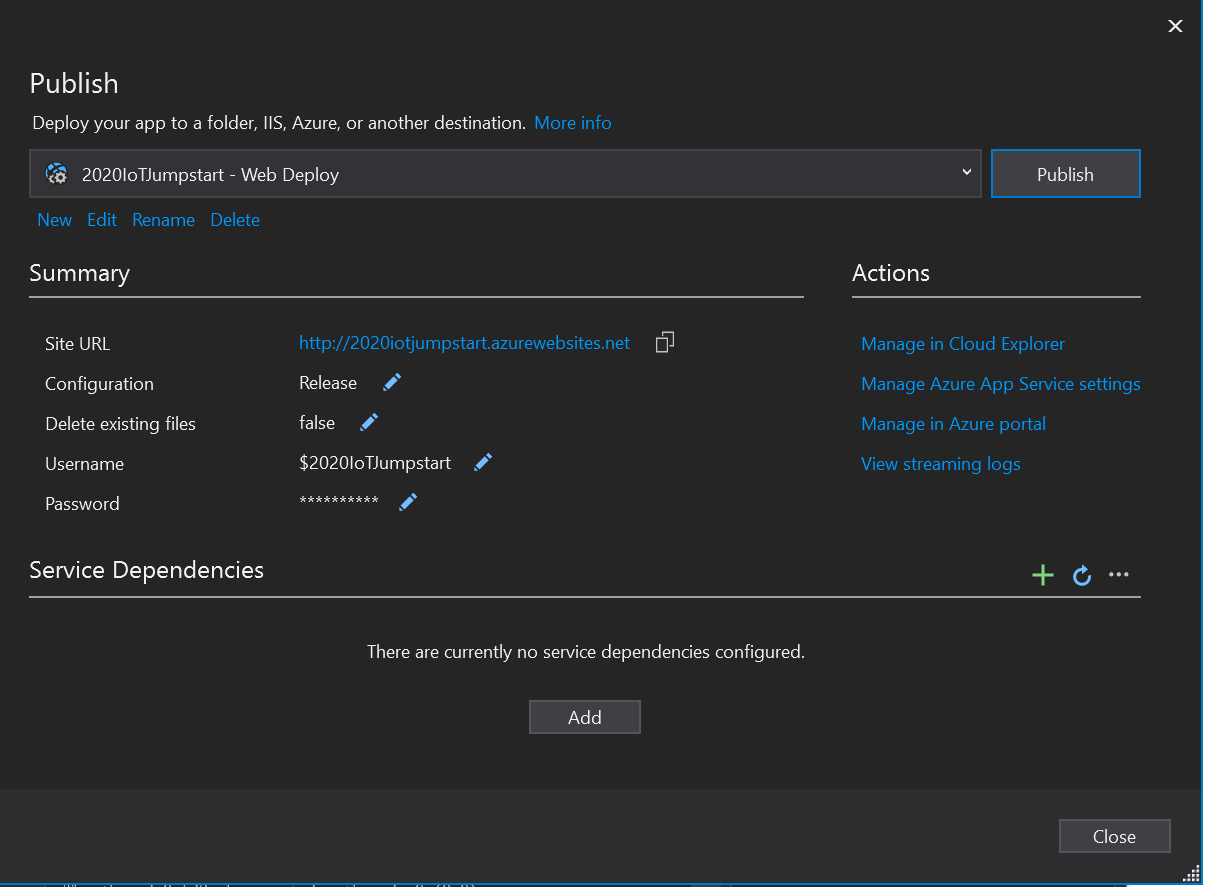 Publish
Deploy your app to a folder, IIS, Azure, or another destination. More info
2020IoTJumpstart - Web Deploy
Publish
New Edit Rename Delete
Summary
Actions
Site URL http://2020iotjumpstart.azurewebsites.net
Manage in Cloud Explorer
Configuration Release
Manage Azure App Service settings
Delete existing files false
Manage in Azure portal
Username $2020IoTJumpstart
View streaming logs
Password **********
Service Dependencies
There are currently no service dependencies configured.
Add
Close